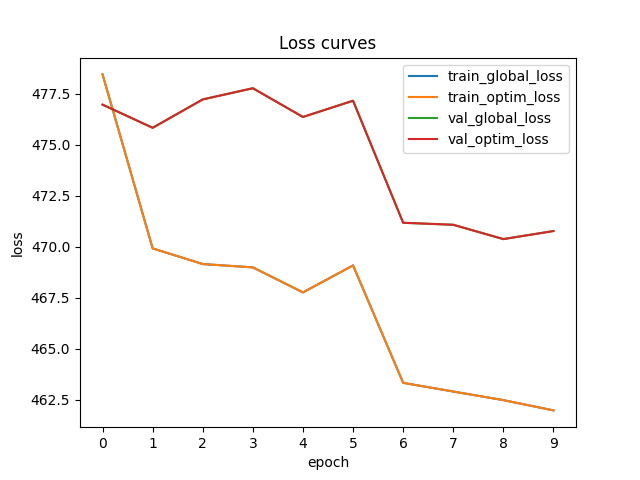 Loss curves
train_global_loss
train_optim_loss
val_global_loss
val_optim_loss
loss
477.5
475.0
472.5
470.0
467.5
465.0
462.5
0 1 2 3 4 5 6 7 8 9
epoch